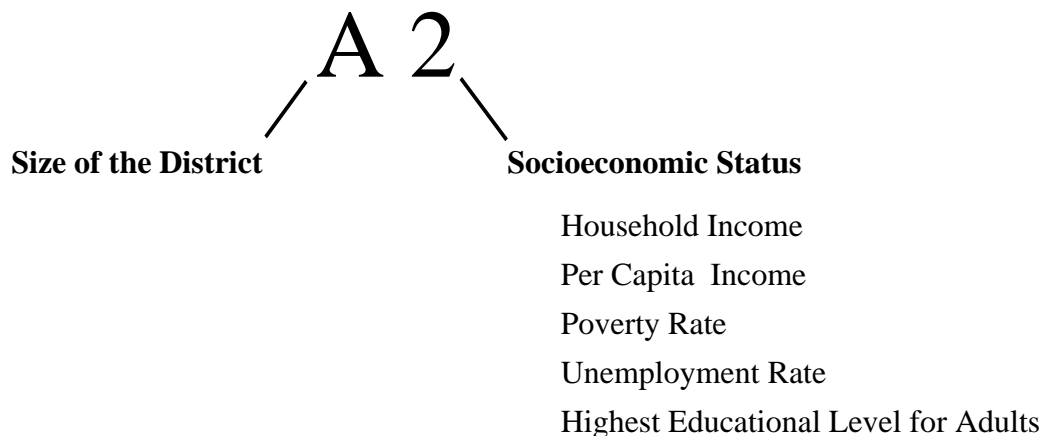 A 2
Size of the District
Socioeconomic Status
Household Income
Per Capita  Income
Poverty Rate
Unemployment Rate
Highest Educational Level for Adults